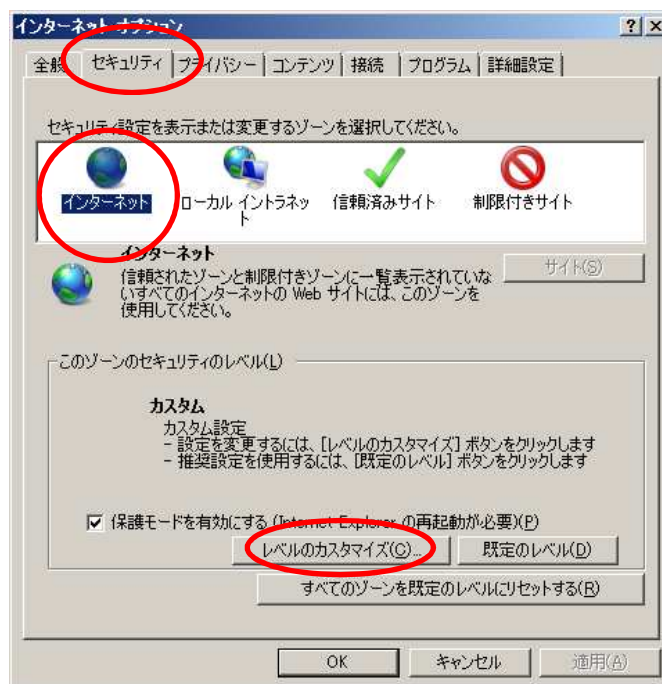 インターネット オプション
全般 セキュリティ プライバシー コンテンツ 接続 プログラム 詳細設定
セキュリティ設定を表示または変更するゾーンを選択してください。
インターネット ローカル イントラネッ 信頼済みサイト 制限付きサイト
ト
インターネット
サイト(S)
信頼されたゾーンと制限付きゾーンに一覧表示されていな
いすべてのインターネットの Web サイトには、このゾーンを
使用してください。
このゾーンのセキュリティのレベル(L)
カスタム
カスタム設定
- 設定を変更するには、[レベルのカスタマイズ] ボタンをクリックします
- 推奨設定を使用するには、[既定のレベル] ボタンをクリックします
保護モードを有効にする (Internet Explorer の再起動が必要)(P)
レベルのカスタマイズ(C)... 既定のレベル(D)
すべてのゾーンを既定のレベルにリセットする(R)
OK キャンセル 適用(A)